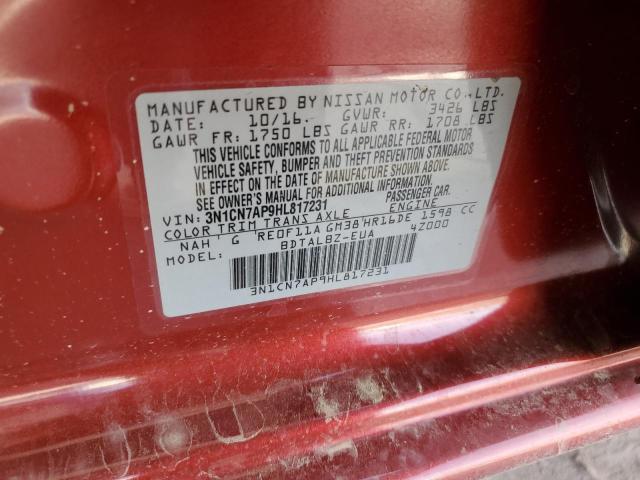 MANUFACTURED BY NISSAN MOTOR CO., LTD.
DATE: 10/16. GVWR: 3426 LBS
GAWR FR: 1750 LBS GAWR RR: 1708 LBS
THIS VEHICLE CONFORMS TO ALL APPLICABLE FEDERAL MOTOR
VEHICLE SAFETY, BUMPER AND THEFT PREVENTION STANDARDS
IN EFFECT ON THE DATE OF MANUFACTURE SHOWN ABOVE.
SEE OWNER'S MANUAL FOR ADDITIONAL INFORMATION.
VIN: 3N1CN7AP9HL817231 PASSENGER CAR.
COLOR TRIM TRANS AXLE ENGINE
NAH G RE0F11A GM38 HR16DE 1598 CC
MODEL: BDTALBZ-EUA 4Z000
3N1CN7AP9HL817231